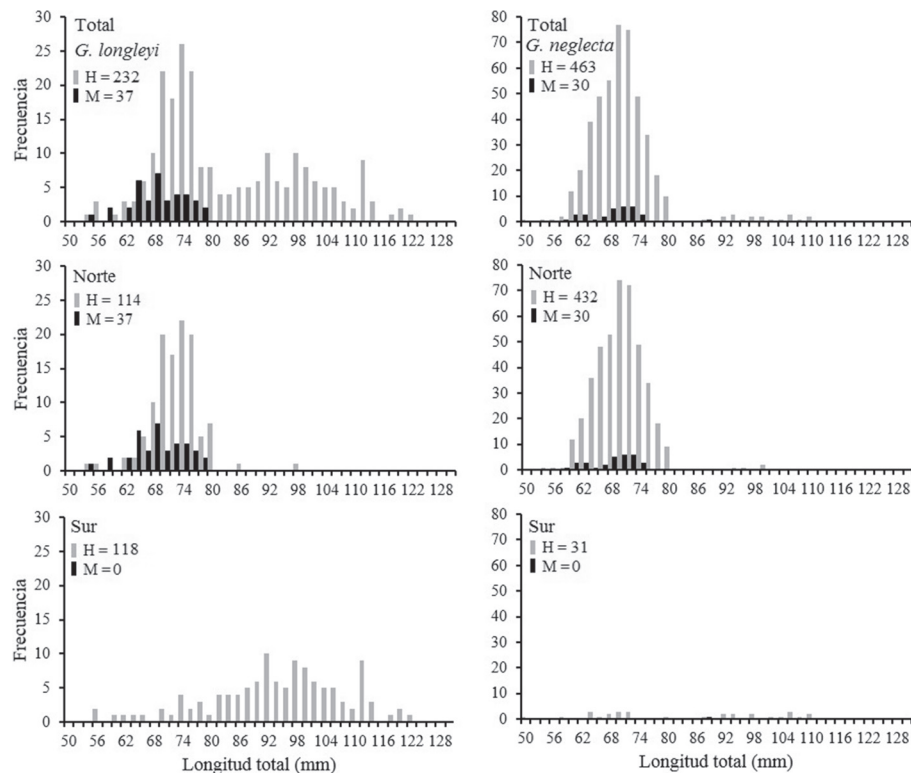 Total
G. longleyi
H = 232
M = 37
Frecuencia
30
25
20
15
10
5
0
50 56 62 68 74 80 86 92 98 104 110 116 122 128
Total
G. neglecta
H = 463
M = 30
80
70
60
50
40
30
20
10
0
50 56 62 68 74 80 86 92 98 104 110 116 122 128
Norte
H = 114
M = 37
Frecuencia
30
25
20
15
10
5
0
50 56 62 68 74 80 86 92 98 104 110 116 122 128
Norte
H = 432
M = 30
80
70
60
50
40
30
20
10
0
50 56 62 68 74 80 86 92 98 104 110 116 122 128
Sur
H = 118
M = 0
Frecuencia
30
25
20
15
10
5
0
50 56 62 68 74 80 86 92 98 104 110 116 122 128
Longitud total (mm)
Sur
H = 31
M = 0
80
70
60
50
40
30
20
10
0
50 56 62 68 74 80 86 92 98 104 110 116 122 128
Longitud total (mm)